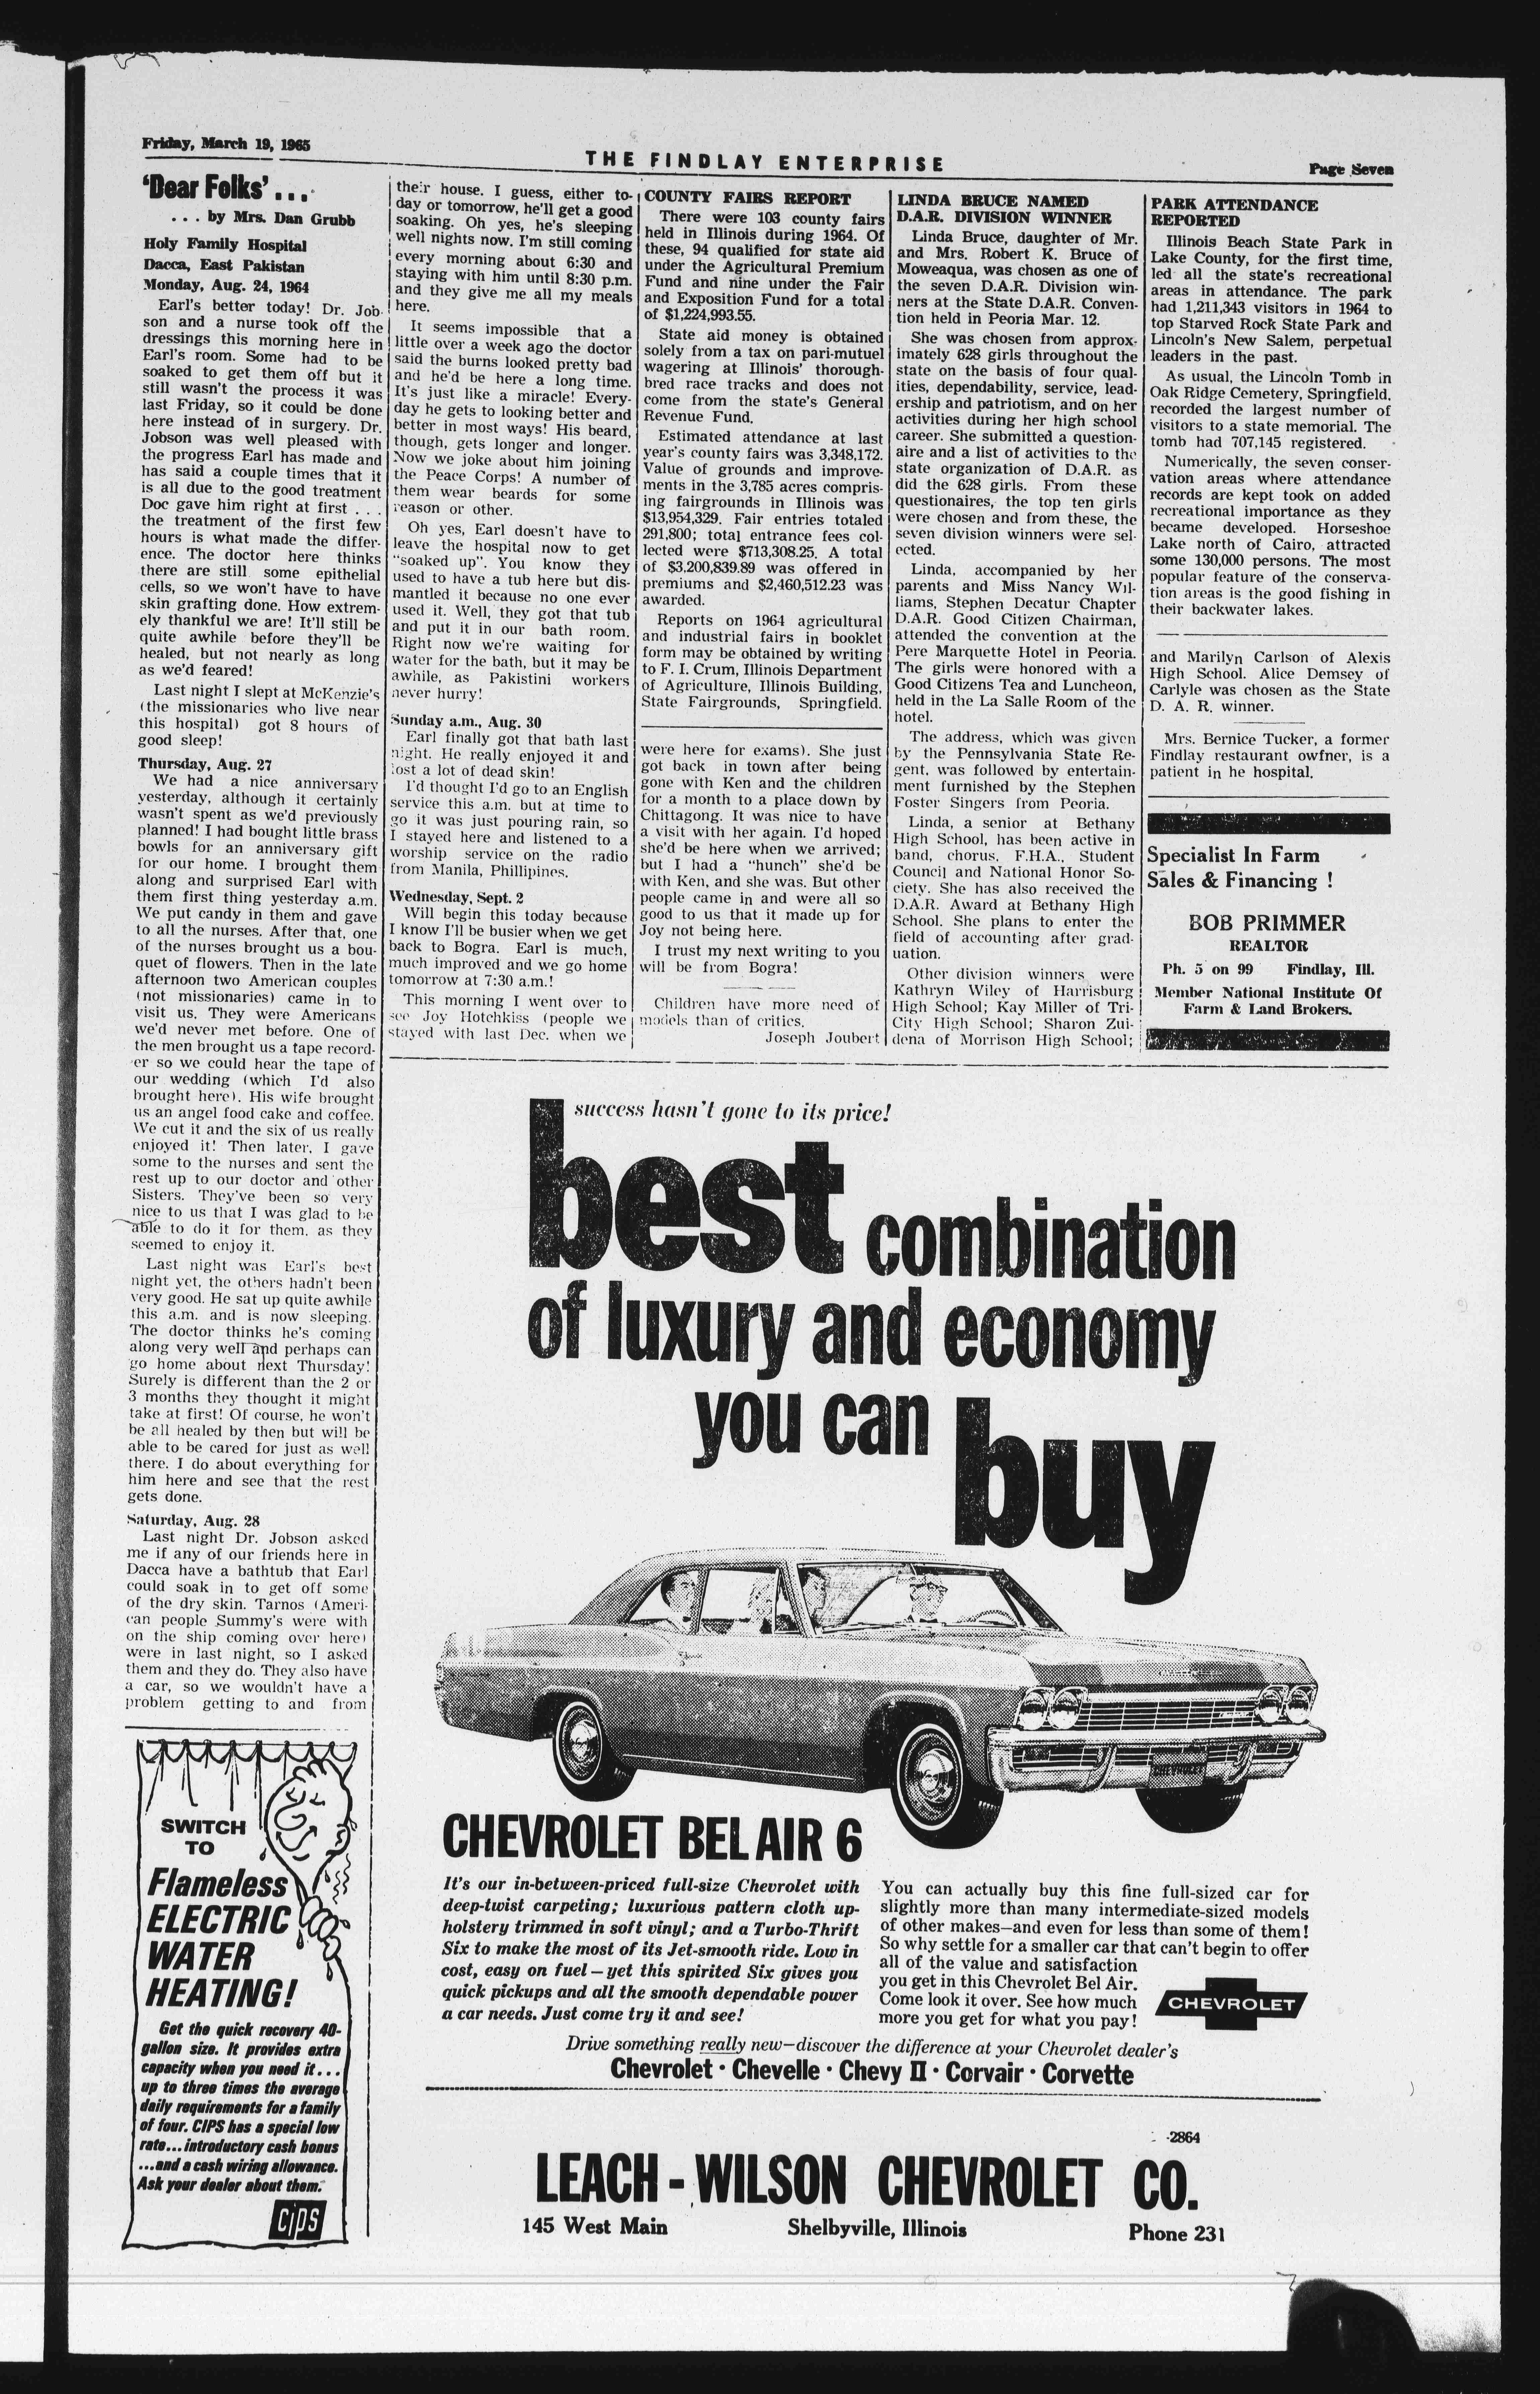 Friday, March 19, 1965
THE FINDLAY ENTERPRISE
Page Seven
'Dear Folks' . . .
. . . by Mrs. Dan Grubb
Holy Family Hospital
Dacca, East Pakistan
Monday, Aug. 24, 1964
Earl's better today! Dr. Job-
son and a nurse took off the
dressings this morning here in
Earl's room. Some had to be
soaked to get them off but it
still wasn't the process it was
last Friday, so it could be done
here instead of in surgery. Dr.
Jobson was well pleased with
the progress Earl has made and
has said a couple times that it
is all due to the good treatment
Doc gave him right at first . . .
the treatment of the first few
hours is what made the differ-
ence. The doctor here thinks
there are still some epithelial
cells, so we won't have to have
skin grafting done. How extrem-
ely thankful we are! It'll still be
quite awhile before they'll be
healed, but not nearly as long
as we'd feared!
Last night I slept at McKenzie's
(the missionaries who live near
this hospital) got 8 hours of
good sleep!
Thursday, Aug. 27
We had a nice anniversary
yesterday, although it certainly
wasn't spent as we'd previously
planned! I had bought little brass
bowls for an anniversary gift
for our home. I brought them
along and surprised Earl with
them first thing yesterday a.m.
We put candy in them and gave
to all the nurses. After that, one
of the nurses brought us a bou-
quet of flowers. Then in the late
afternoon two American couples
(not missionaries) came in to
visit us. They were Americans
we'd never met before. One of
the men brought us a tape record-
er so we could hear the tape of
our wedding (which I'd also
brought here). His wife brought
us an angel food cake and coffee.
We cut it and the six of us really
enjoyed it! Then later, I gave
some to the nurses and sent the
rest up to our doctor and other
Sisters. They've been so very
nice to us that I was glad to be
able to do it for them, as they
seemed to enjoy it.
Last night was Earl's best
night yet, the others hadn't been
very good. He sat up quite awhile
this a.m. and is now sleeping.
The doctor thinks he's coming
along very well and perhaps can
go home about next Thursday!
Surely is different than the 2 or
3 months they thought it might
take at first! Of course, he won't
be all healed by then but will be
able to be cared for just as well
there. I do about everything for
him here and see that the rest
gets done.
Saturday, Aug. 28
Last night Dr. Jobson asked
me if any of our friends here in
Dacca have a bathtub that Earl
could soak in to get off some
of the dry skin. Tarnos (Ameri-
can people Summy's were with
on the ship coming over here)
were in last night, so I asked
them and they do. They also have
a car, so we wouldn't have a
problem getting to and from
their house. I guess, either to-
day or tomorrow, he'll get a good
soaking. Oh yes, he's sleeping
well nights now. I'm still coming
every morning about 6:30 and
staying with him until 8:30 p.m.
and they give me all my meals
here.
It seems impossible that a
little over a week ago the doctor
said the burns looked pretty bad
and he'd be here a long time.
It's just like a miracle! Every-
day he gets to looking better and
better in most ways! His beard,
though, gets longer and longer.
Now we joke about him joining
the Peace Corps! A number of
them wear beards for some
reason or other.
Oh yes, Earl doesn't have to
leave the hospital now to get
"soaked up". You know they
used to have a tub here but dis-
mantled it because no one ever
used it. Well, they got that tub
and put it in our bath room.
Right now we're waiting for
water for the bath, but it may be
awhile, as Pakistini workers
never hurry!
Sunday a.m., Aug. 30
Earl finally got that bath last
night. He really enjoyed it and
lost a lot of dead skin!
I'd thought I'd go to an English
service this a.m. but at time to
go it was just pouring rain, so
I stayed here and listened to a
worship service on the radio
from Manila, Phillipines.
Wednesday, Sept. 2
Will begin this today because
I know I'll be busier when we get
back to Bogra. Earl is much,
much improved and we go home
tomorrow at 7:30 a.m.!
This morning I went over to
see Joy Hotchkiss (people we
stayed with last Dec. when we
COUNTY FAIRS REPORT
There were 103 county fairs
held in Illinois during 1964. Of
these, 94 qualified for state aid
under the Agricultural Premium
Fund and nine under the Fair
and Exposition Fund for a total
of $1,224,993.55.
State aid money is obtained
solely from a tax on pari-mutuel
wagering at Illinois' thorough-
bred race tracks and does not
come from the state's General
Revenue Fund.
Estimated attendance at last
year's county fairs was 3,348,172.
Value of grounds and improve-
ments in the 3,785 acres compris-
ing fairgrounds in Illinois was
$13,954,329. Fair entries totaled
291,800; total entrance fees col-
lected were $713,308.25. A total
of $3,200,839.89 was offered in
premiums and $2,460,512.23 was
awarded.
Reports on 1964 agricultural
and industrial fairs in booklet
form may be obtained by writing
to F. I. Crum, Illinois Department
of Agriculture, Illinois Building,
State Fairgrounds, Springfield.
were here for exams). She just
got back in town after being
gone with Ken and the children
for a month to a place down by
Chittagong. It was nice to have
a visit with her again. I'd hoped
she'd be here when we arrived;
but I had a "hunch" she'd be
with Ken, and she was. But other
people came in and were all so
good to us that it made up for
Joy not being here.
I trust my next writing to you
will be from Bogra!
Children have more need of
models than of critics.
Joseph Joubert
LINDA BRUCE NAMED
D.A.R. DIVISION WINNER
Linda Bruce, daughter of Mr.
and Mrs. Robert K. Bruce of
Moweaqua, was chosen as one of
the seven D.A.R. Division win-
ners at the State D.A.R. Conven-
tion held in Peoria Mar. 12.
She was chosen from approx-
imately 628 girls throughout the
state on the basis of four qual-
ities, dependability, service, lead-
ership and patriotism, and on her
activities during her high school
career. She submitted a question-
aire and a list of activities to the
state organization of D.A.R. as
did the 628 girls. From these
questionaires, the top ten girls
were chosen and from these, the
seven division winners were sel-
ected.
Linda, accompanied by her
parents and Miss Nancy Wil-
liams, Stephen Decatur Chapter
D.A.R. Good Citizen Chairman,
attended the convention at the
Pere Marquette Hotel in Peoria.
The girls were honored with a
Good Citizens Tea and Luncheon,
held in the La Salle Room of the
hotel.
The address, which was given
by the Pennsylvania State Re-
gent, was followed by entertain-
ment furnished by the Stephen
Foster Singers from Peoria.
Linda, a senior at Bethany
High School, has been active in
band, chorus, F.H.A., Student
Council and National Honor So-
ciety. She has also received the
D.A.R. Award at Bethany High
School. She plans to enter the
field of accounting after grad-
uation.
Other division winners were
Kathryn Wiley of Harrisburg
High School; Kay Miller of Tri-
City High School; Sharon Zui-
dena of Morrison High School;
PARK ATTENDANCE
REPORTED
Illinois Beach State Park in
Lake County, for the first time,
led all the state's recreational
areas in attendance. The park
had 1,211,343 visitors in 1964 to
top Starved Rock State Park and
Lincoln's New Salem, perpetual
leaders in the past.
As usual, the Lincoln Tomb in
Oak Ridge Cemetery, Springfield,
recorded the largest number of
visitors to a state memorial. The
tomb had 707,145 registered.
Numerically, the seven conser-
vation areas where attendance
records are kept took on added
recreational importance as they
became developed. Horseshoe
Lake north of Cairo, attracted
some 130,000 persons. The most
popular feature of the conserva-
tion areas is the good fishing in
their backwater lakes.
and Marilyn Carlson of Alexis
High School. Alice Demsey of
Carlyle was chosen as the State
D. A. R. winner.
Mrs. Bernice Tucker, a former
Findlay restaurant owfner, is a
patient in he hospital.
Specialist In Farm
Sales & Financing !
BOB PRIMMER
REALTOR
Ph. 5 on 99 Findlay, Ill.
Member National Institute Of
Farm & Land Brokers.
success hasn't gone to its price!
best combination
of luxury and economy
you can buy
CHEVROLET
CHEVROLET BEL AIR 6
It's our in-between-priced full-size Chevrolet with
deep-twist carpeting; luxurious pattern cloth up-
holstery trimmed in soft vinyl; and a Turbo-Thrift
Six to make the most of its Jet-smooth ride. Low in
cost, easy on fuel—yet this spirited Six gives you
quick pickups and all the smooth dependable power
a car needs. Just come try it and see!
You can actually buy this fine full-sized car for
slightly more than many intermediate-sized models
of other makes—and even for less than some of them!
So why settle for a smaller car that can't begin to offer
all of the value and satisfaction
you get in this Chevrolet Bel Air.
Come look it over. See how much
more you get for what you pay!
CHEVROLET
Drive something really new—discover the difference at your Chevrolet dealer's
Chevrolet · Chevelle · Chevy II · Corvair · Corvette
-2864
LEACH - WILSON CHEVROLET CO.
145 West Main Shelbyville, Illinois Phone 231
SWITCH
TO
Flameless
ELECTRIC
WATER
HEATING!
Get the quick recovery 40-
gallon size. It provides extra
capacity when you need it...
up to three times the average
daily requirements for a family
of four. CIPS has a special low
rate...introductory cash bonus
...and a cash wiring allowance.
Ask your dealer about them.
CIPS